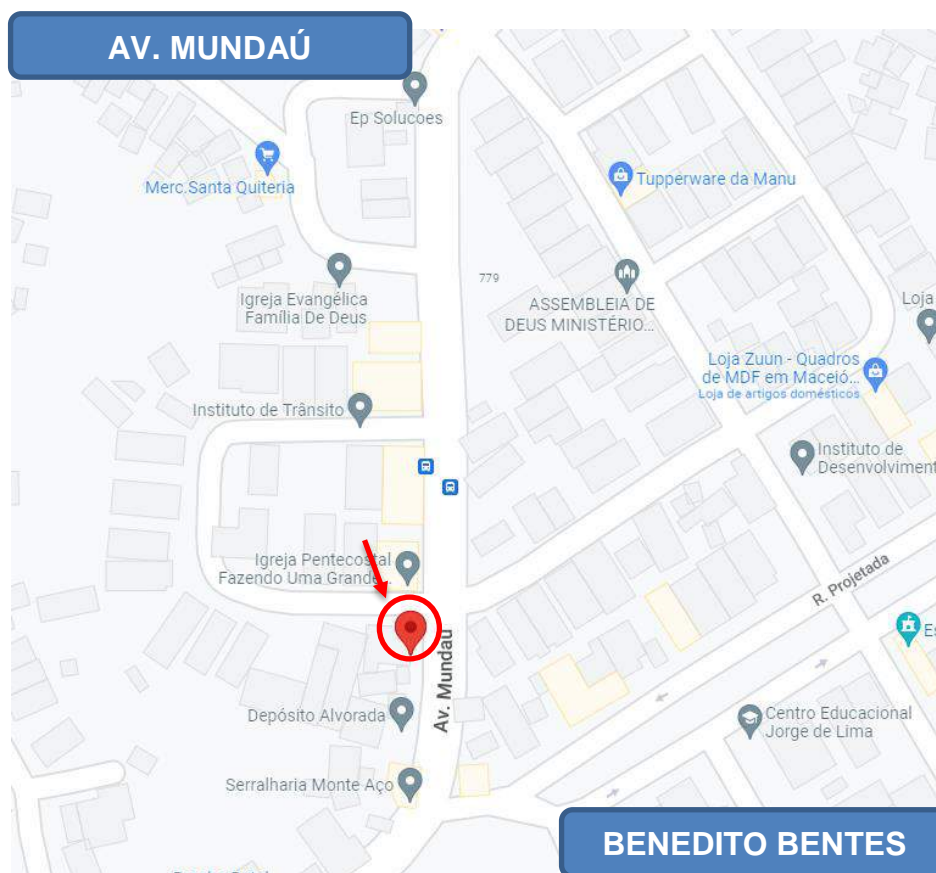 AV. MUNDAÚ
Ep Solucoes
Merc.Santa Quiteria
Tupperware da Manu
779
Igreja Evangélica
Família De Deus
ASSEMBLEIA DE
DEUS MINISTÉRIO...
Loja
Loja Zuun - Quadros
de MDF em Maceió...
Loja de artigos domésticos
Instituto de Trânsito
Instituto de
Desenvolviment
Igreja Pentecostal
Fazendo Uma Grande...
R. Projetada
Es
Av. Mundaú
Depósito Alvorada
Centro Educacional
Jorge de Lima
Serralharia Monte Aço
BENEDITO BENTES